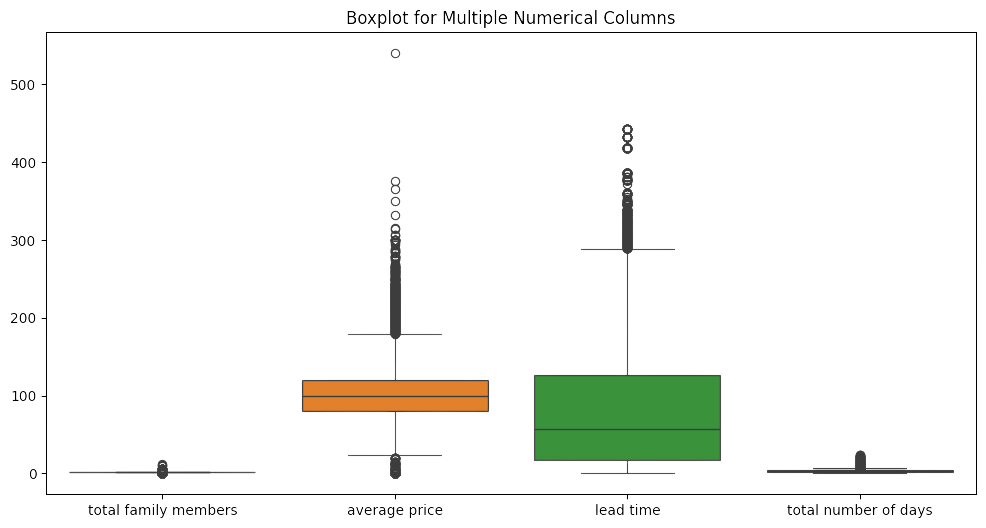 Boxplot for Multiple Numerical Columns
500
400
300
200
100
0
total family members
average price
lead time
total number of days